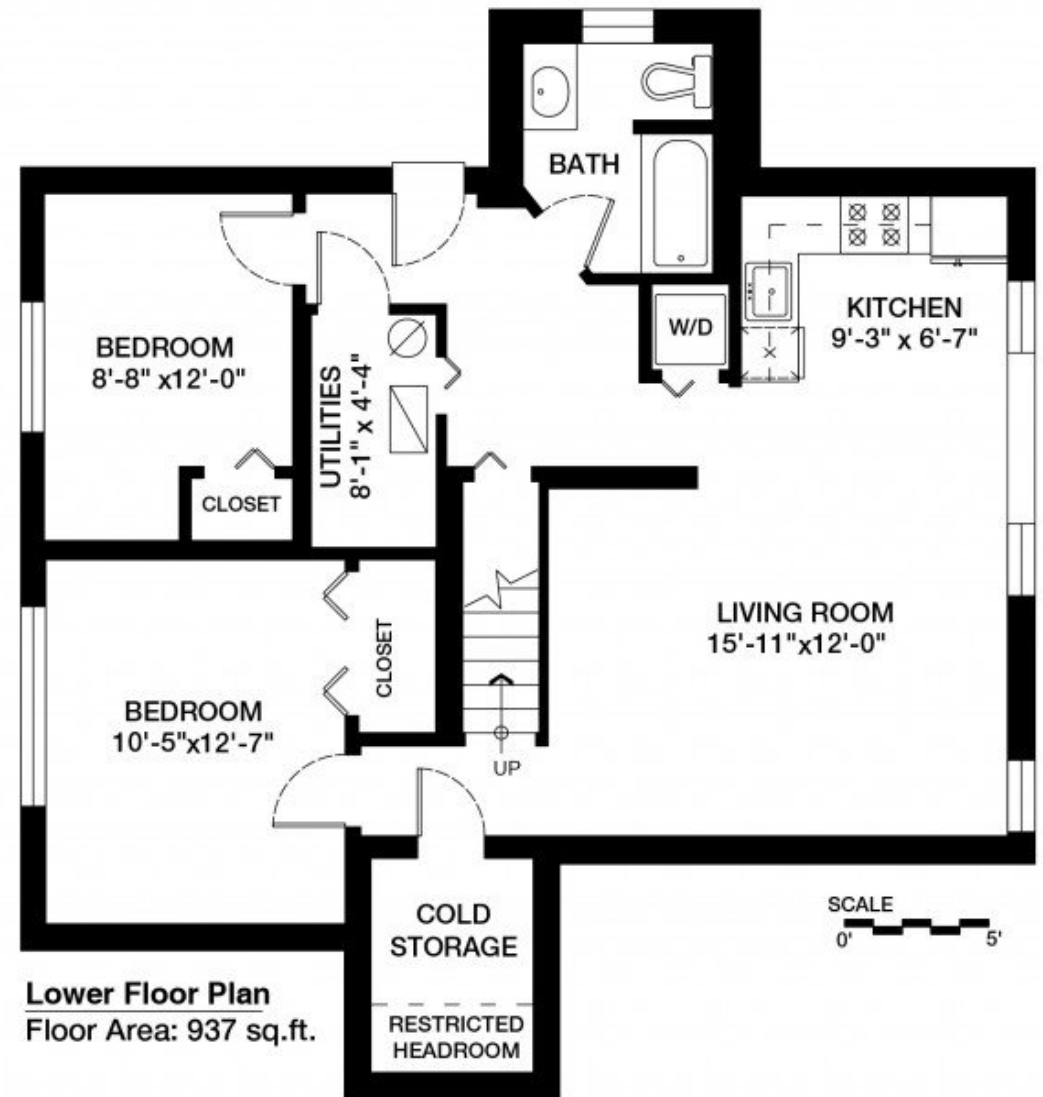 BATH
W/D
KITCHEN
9'-3" x 6'-7"
BEDROOM
8'-8" x12'-0"
UTILITIES
8'-1" x 4'-4"
CLOSET
LIVING ROOM
15'-11"x12'-0"
CLOSET
BEDROOM
10'-5"x12'-7"
UP
COLD
STORAGE
RESTRICTED
HEADROOM
SCALE
0' 5'
Lower Floor Plan
Floor Area: 937 sq.ft.